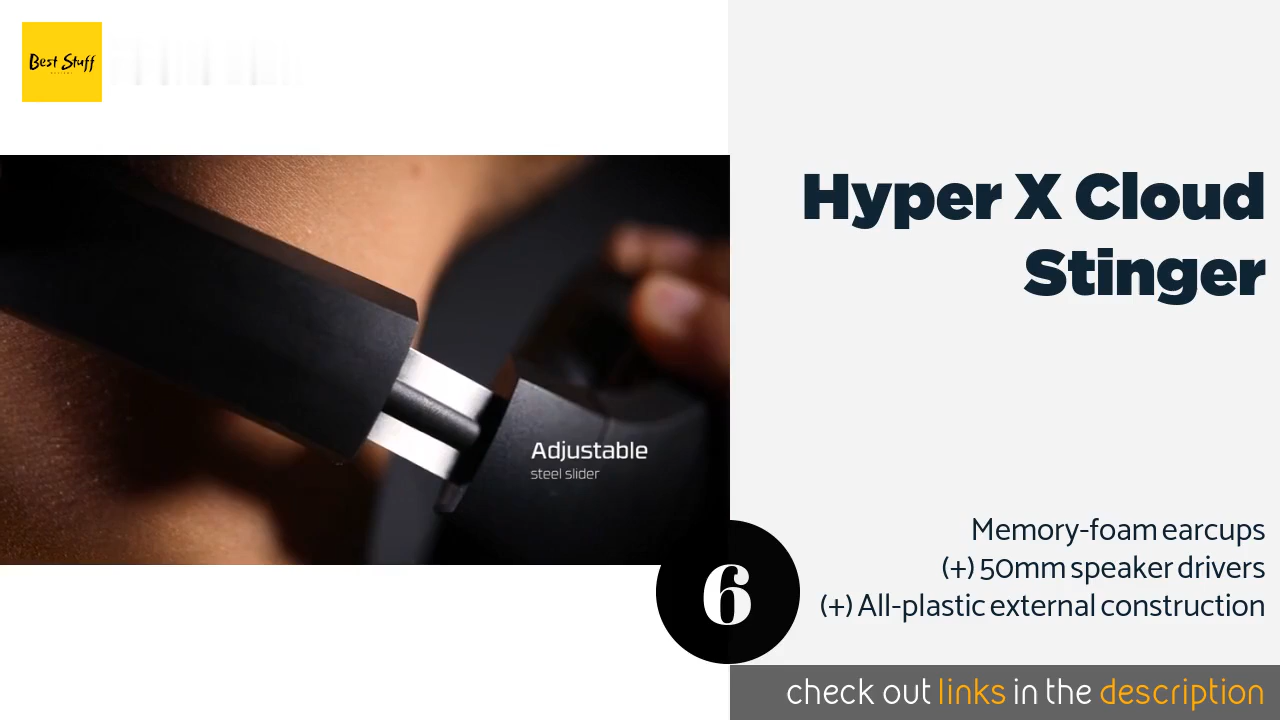 Best Stuff
Hyper X Cloud
Stinger
Adjustable
steel slider
Memory-foam earcups
(+) 50mm speaker drivers
(+) All-plastic external construction
6
check out links in the description